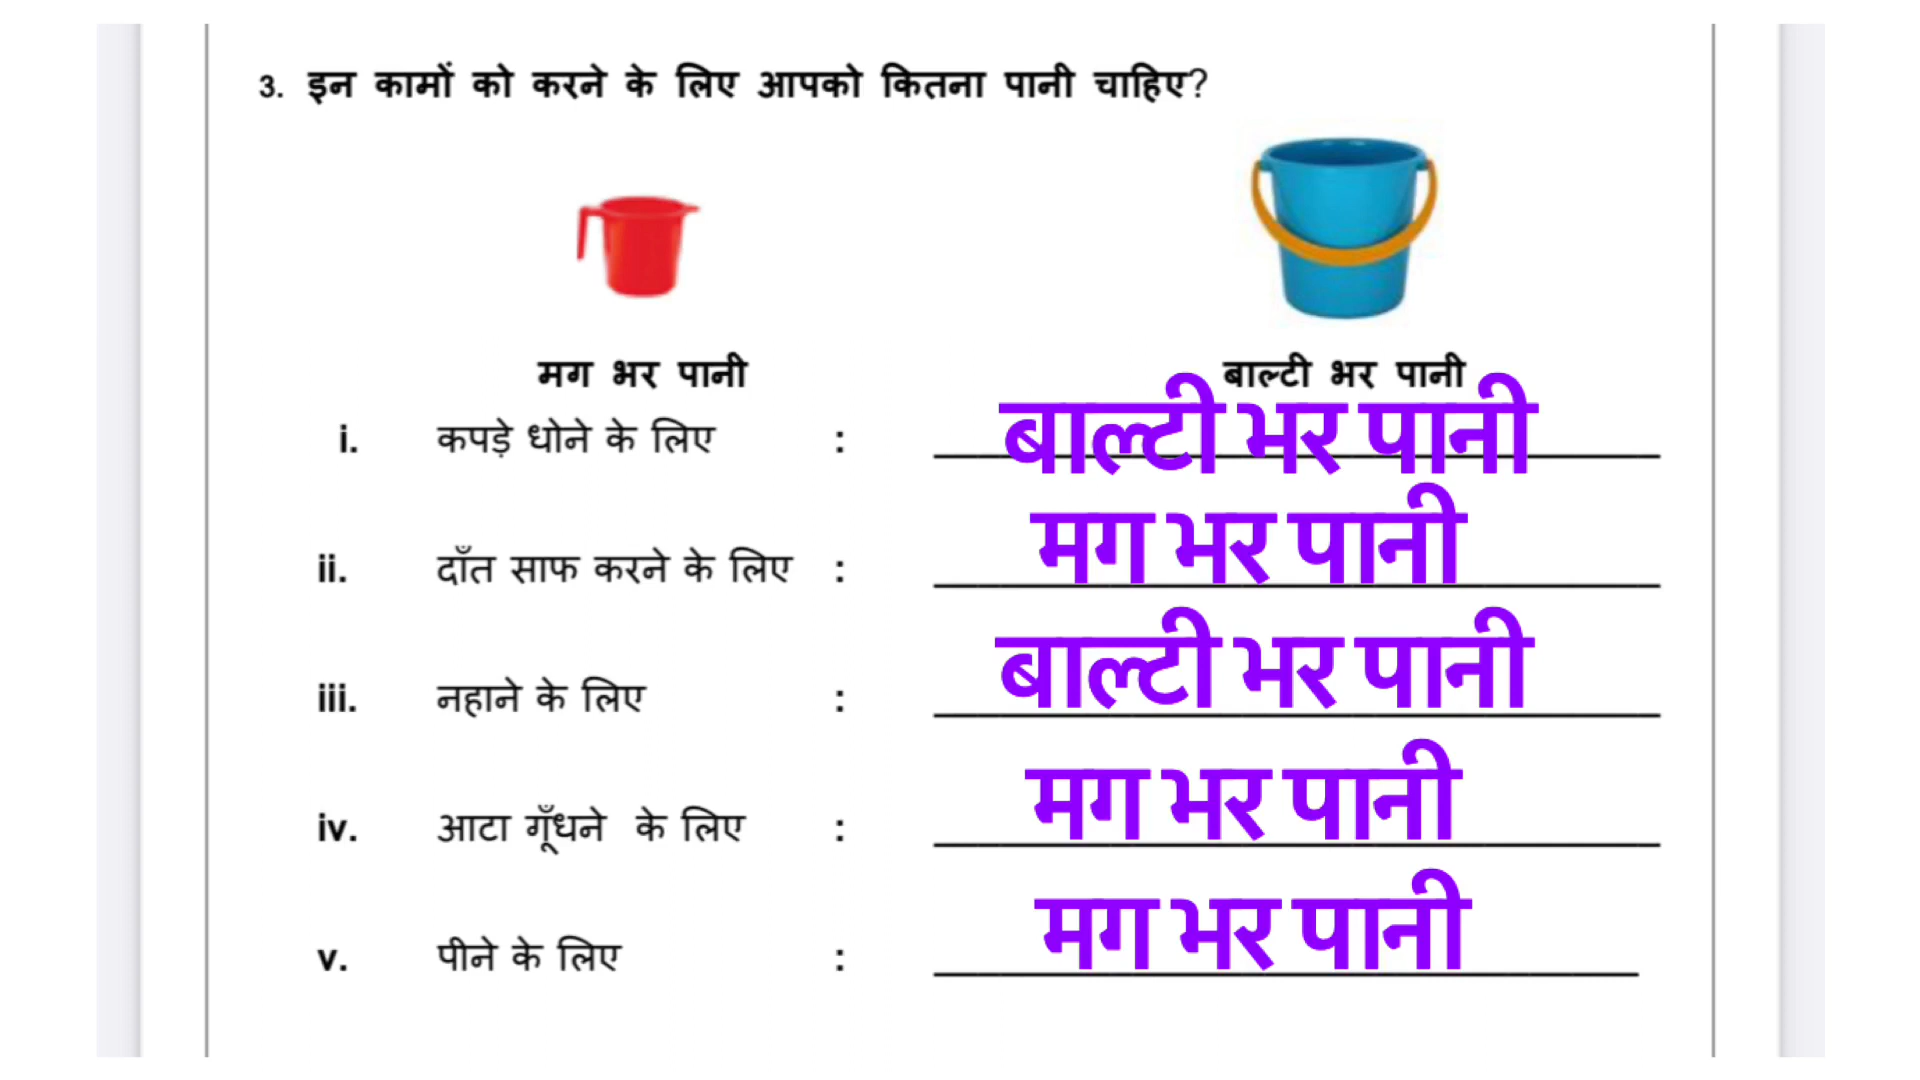 3. इन कामों को करने के लिए आपको कितना पानी चाहिए?
मग भर पानी बाल्टी भर पानी
i. कपड़े धोने के लिए : बाल्टी भर पानी
ii. दाँत साफ करने के लिए : मग भर पानी
iii. नहाने के लिए : बाल्टी भर पानी
iv. आटा गूँधने के लिए : मग भर पानी
v. पीने के लिए : मग भर पानी